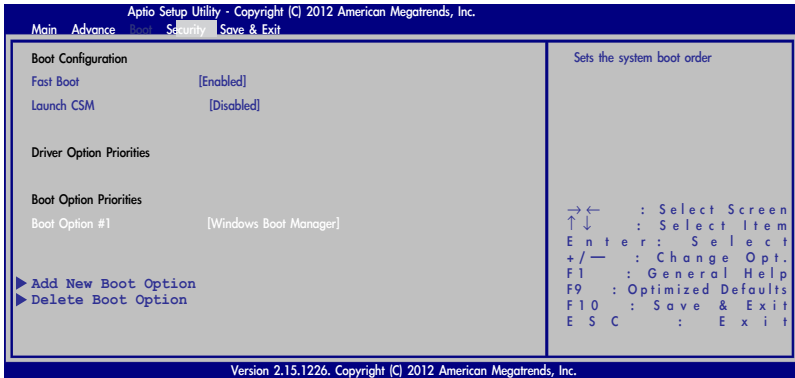 Aptio Setup Utility - Copyright (C) 2012 American Megatrends, Inc.
Main Advance Boot Security Save & Exit
Boot Configuration
Fast Boot [Enabled]
Launch CSM [Disabled]
Driver Option Priorities
Boot Option Priorities
Boot Option #1 [Windows Boot Manager]
Add New Boot Option
Delete Boot Option
Sets the system boot order
→← : Select Screen
↑↓ : Select Item
Enter: Select
+/— : Change Opt.
F1 : General Help
F9 : Optimized Defaults
F10 : Save & Exit
ESC : Exit
Version 2.15.1226. Copyright (C) 2012 American Megatrends, Inc.